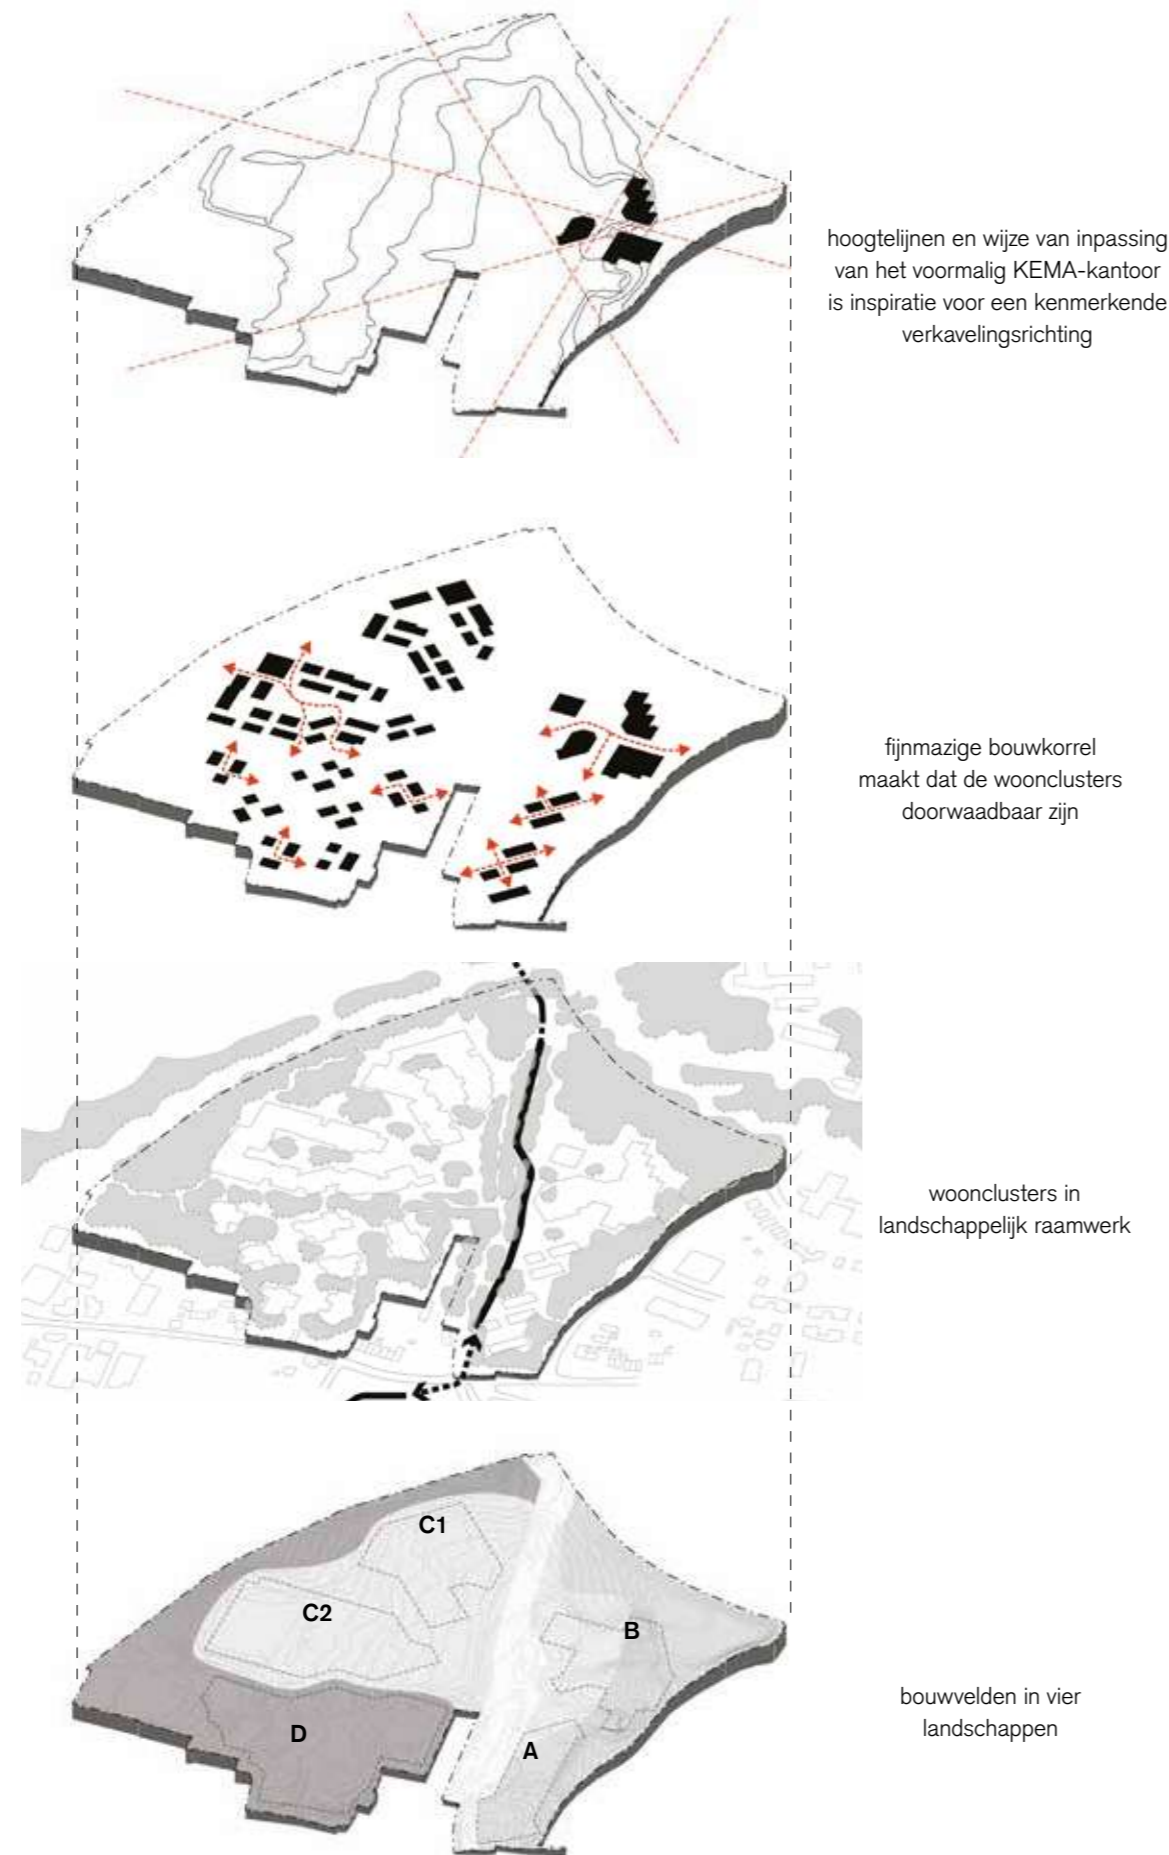 hoogtelijnen en wijze van inpassing
van het voormalig KEMA-kantoor
is inspiratie voor een kenmerkende
verkavelingsrichting
fijnmazige bouwkorrel
maakt dat de woonclusters
doorwaadbaar zijn
woonclusters in
landschappelijk raamwerk
C1
C2
B
D
A
bouwvelden in vier
landschappen